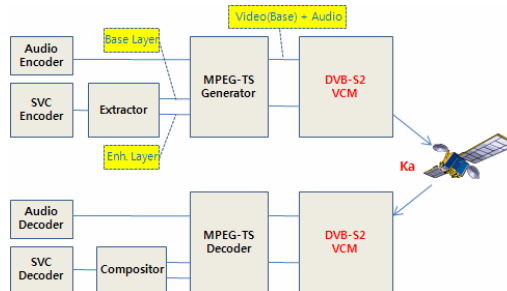 Video(Base) + Audio
Base Layer
Audio
Encoder
MPEG-TS
Generator
DVB-S2
VCM
SVC
Encoder
Extractor
Enh. Layer
Ka
Audio
Decoder
MPEG-TS
Decoder
DVB-S2
VCM
SVC
Decoder
Compositor